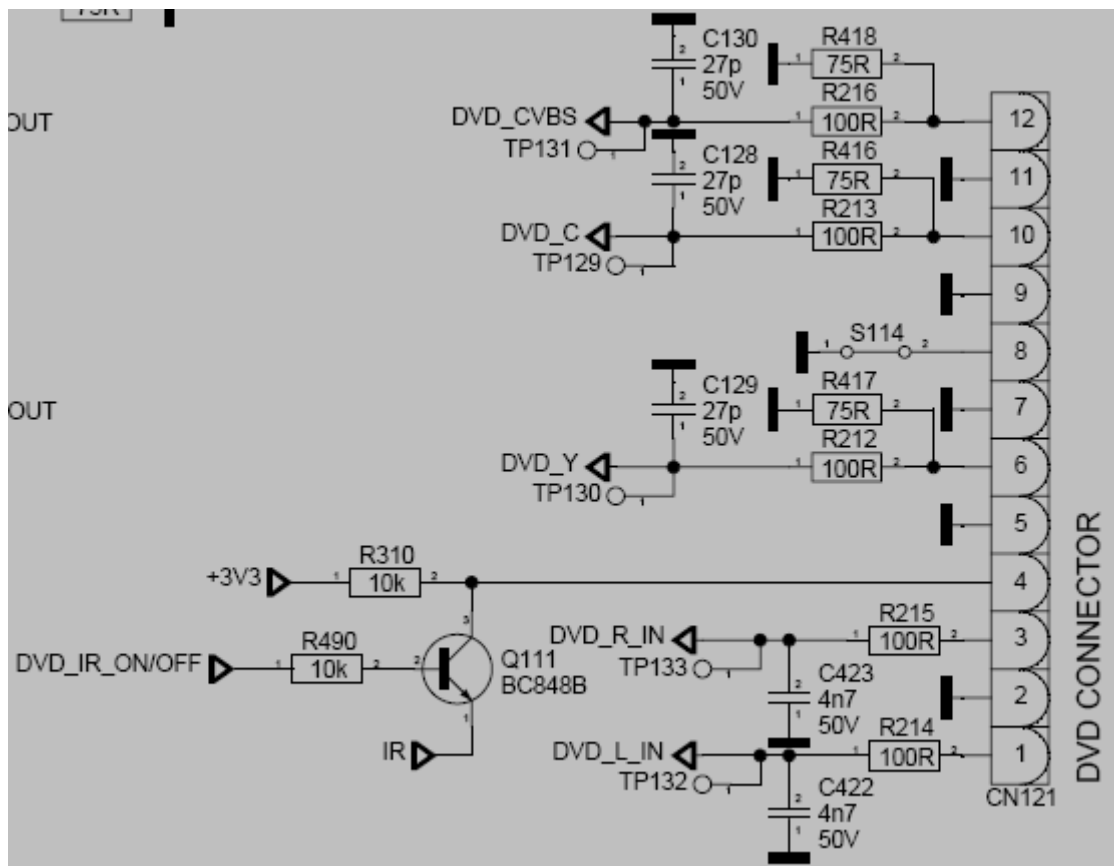 75R
OUT
C130
27p
50V
R418
75R
DVD_CVBS
R216
100R
12
TP131
C128
27p
50V
R416
75R
11
DVD_C
R213
100R
10
TP129
9
S114
8
C129
27p
50V
R417
75R
7
OUT
DVD_Y
R212
100R
6
TP130
5
+3V3
R310
10k
4
DVD_IR_ON/OFF
R490
10k
Q111
BC848B
IR
DVD_R_IN
R215
100R
3
TP133
C423
4n7
50V
2
DVD_L_IN
R214
100R
1
TP132
C422
4n7
50V
CN121
DVD CONNECTOR